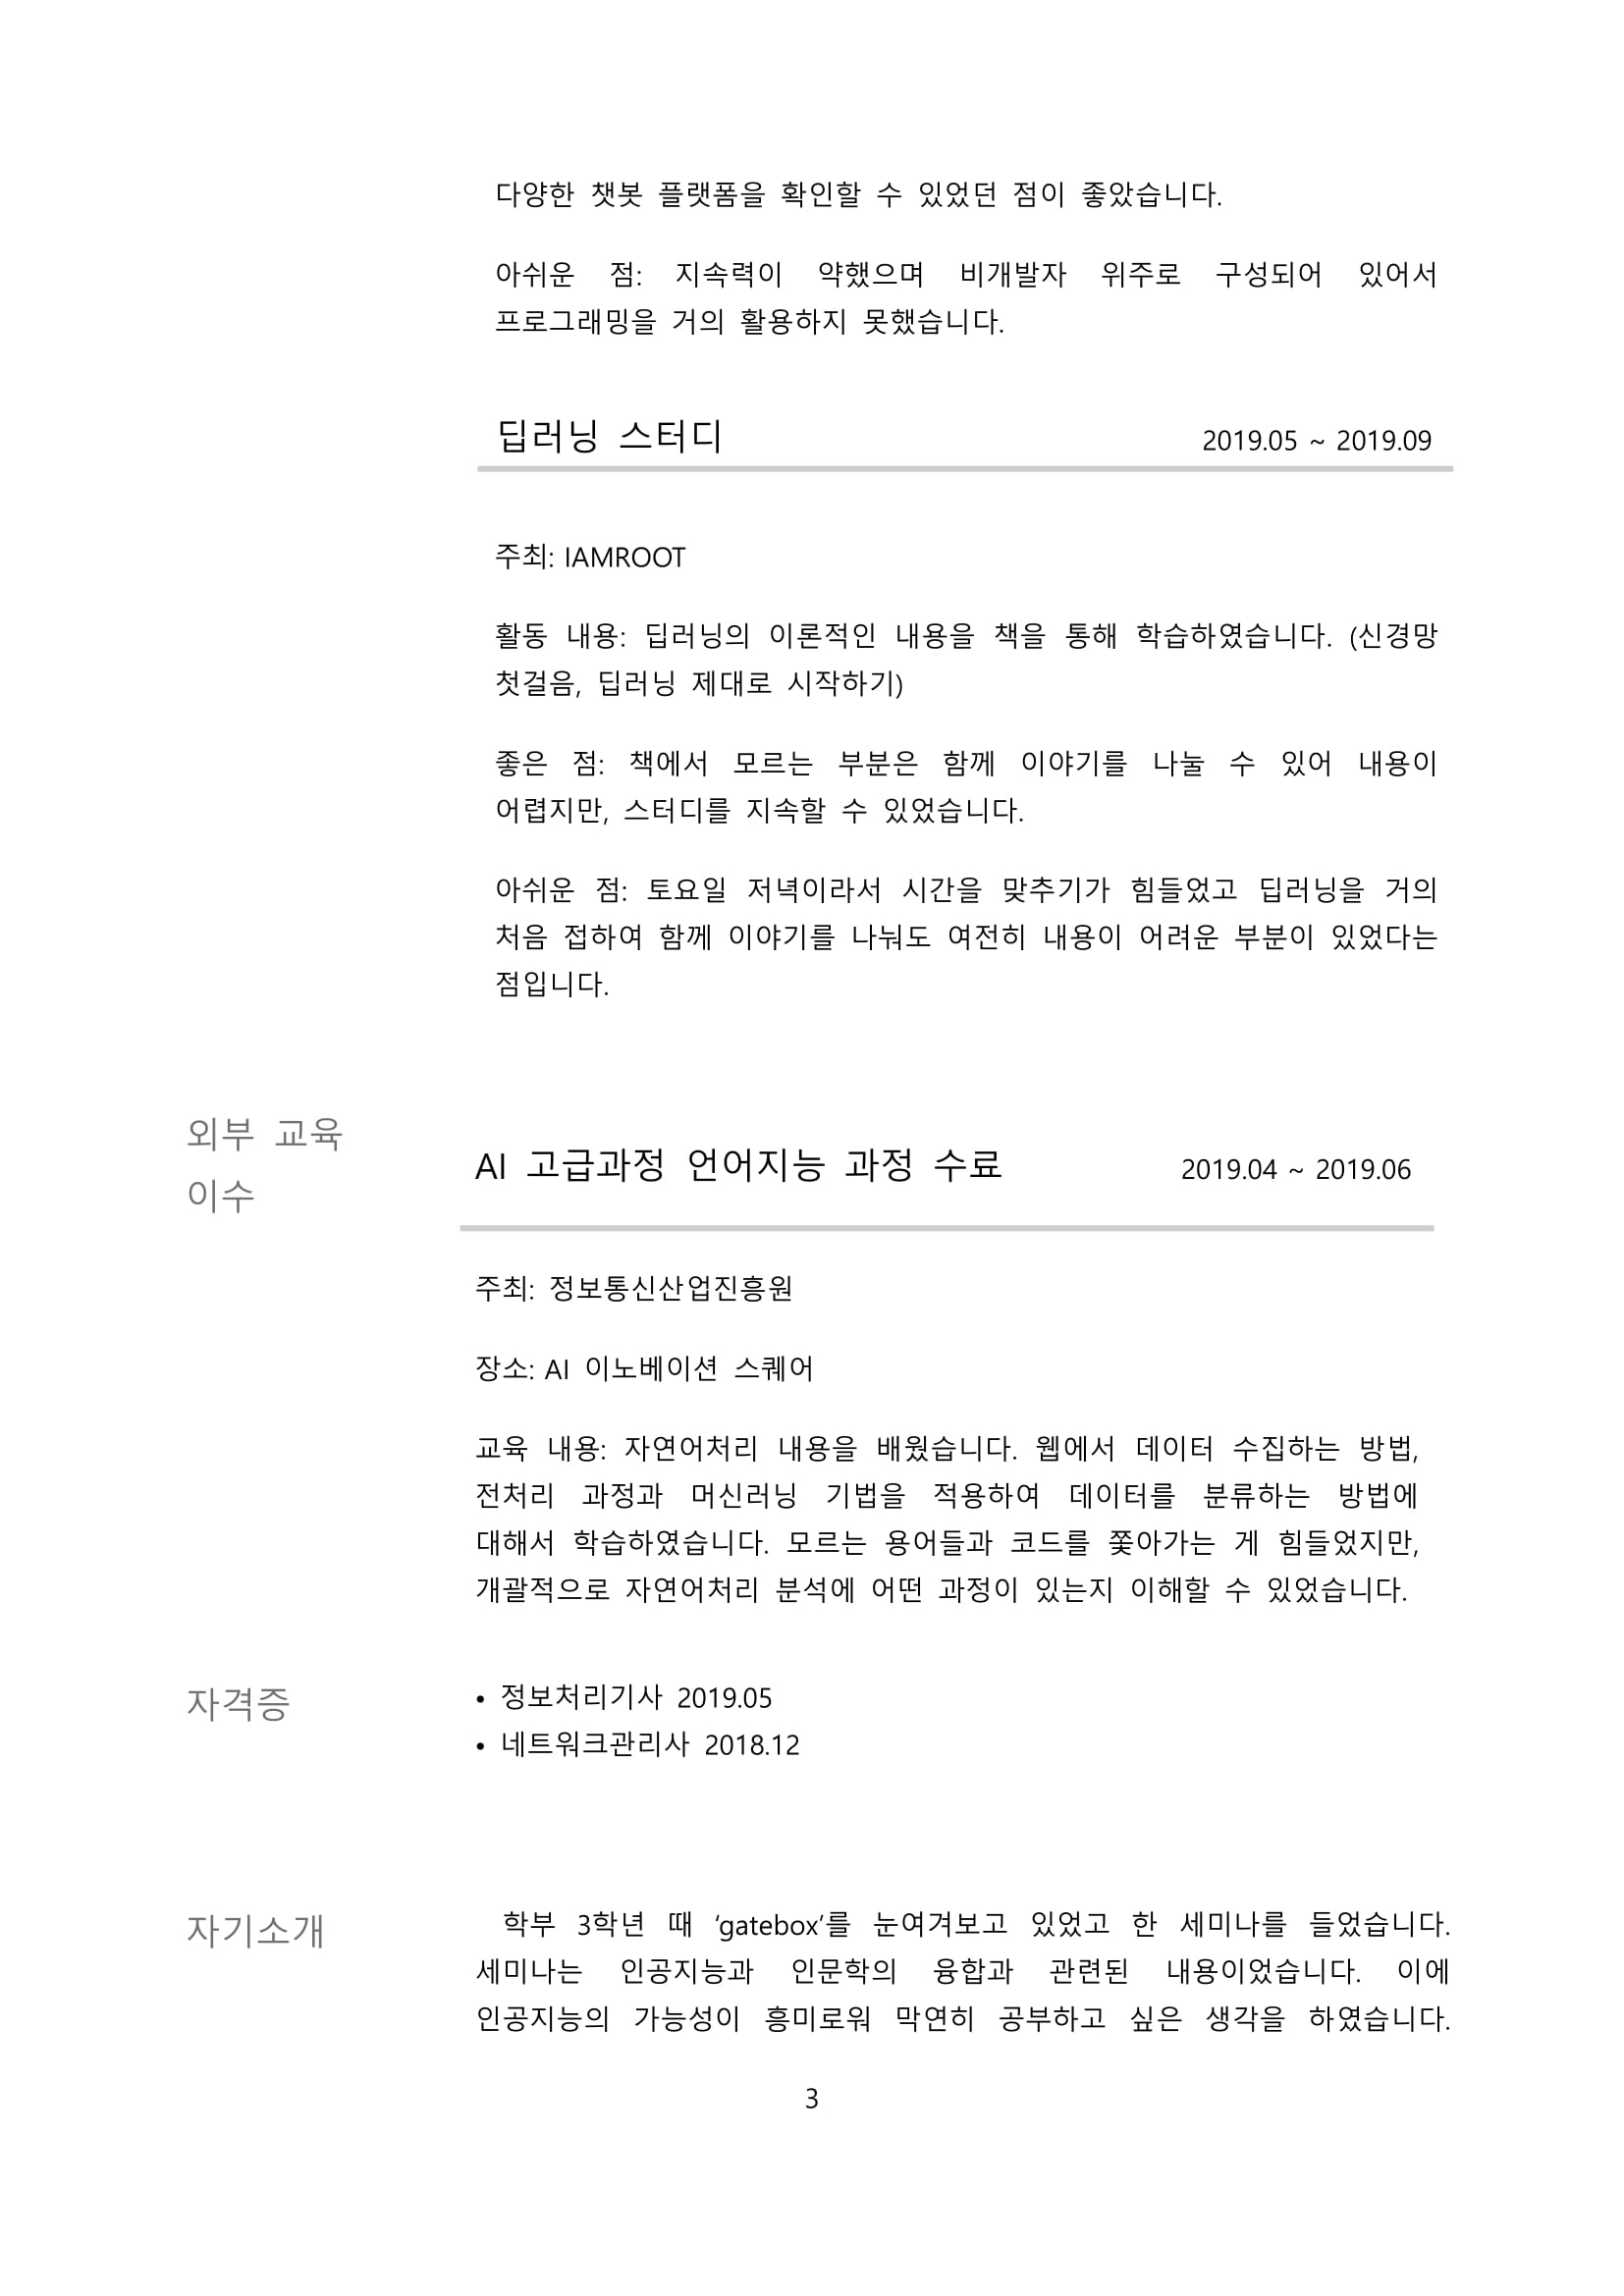 다양한 챗봇 플랫폼을 확인할 수 있었던 점이 좋았습니다.
아쉬운 점: 지속력이 약했으며 비개발자 위주로 구성되어 있어서
프로그래밍을 거의 활용하지 못했습니다.
딥러닝 스터디 2019.05 ~ 2019.09
주최: IAMROOT
활동 내용: 딥러닝의 이론적인 내용을 책을 통해 학습하였습니다. (신경망
첫걸음, 딥러닝 제대로 시작하기)
좋은 점: 책에서 모르는 부분은 함께 이야기를 나눌 수 있어 내용이
어렵지만, 스터디를 지속할 수 있었습니다.
아쉬운 점: 토요일 저녁이라서 시간을 맞추기가 힘들었고 딥러닝을 거의
처음 접하여 함께 이야기를 나눠도 여전히 내용이 어려운 부분이 있었다는
점입니다.
외부 교육
이수
AI 고급과정 언어지능 과정 수료 2019.04 ~ 2019.06
주최: 정보통신산업진흥원
장소: AI 이노베이션 스퀘어
교육 내용: 자연어처리 내용을 배웠습니다. 웹에서 데이터 수집하는 방법,
전처리 과정과 머신러닝 기법을 적용하여 데이터를 분류하는 방법에
대해서 학습하였습니다. 모르는 용어들과 코드를 쫓아가는 게 힘들었지만,
개괄적으로 자연어처리 분석에 어떤 과정이 있는지 이해할 수 있었습니다.
자격증
• 정보처리기사 2019.05
• 네트워크관리사 2018.12
자기소개
학부 3학년 때 ‘gatebox’를 눈여겨보고 있었고 한 세미나를 들었습니다.
세미나는 인공지능과 인문학의 융합과 관련된 내용이었습니다. 이에
인공지능의 가능성이 흥미로워 막연히 공부하고 싶은 생각을 하였습니다.
3